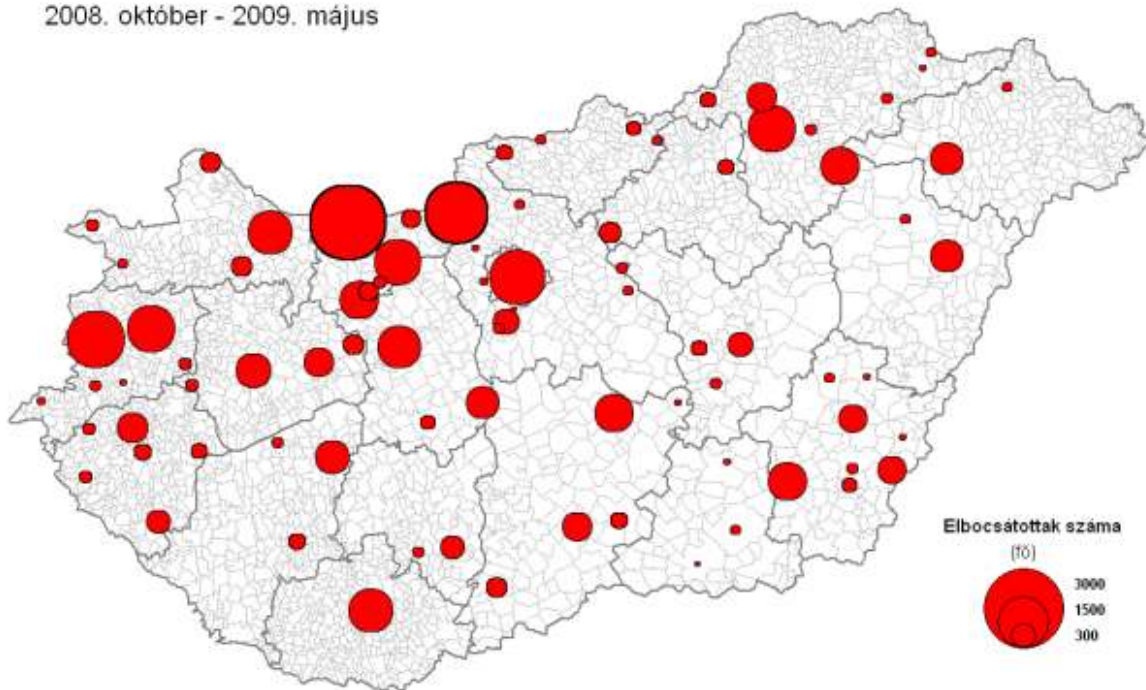 2008. október - 2009. május
Elbocsátottak száma
(fő)
3000
1500
300